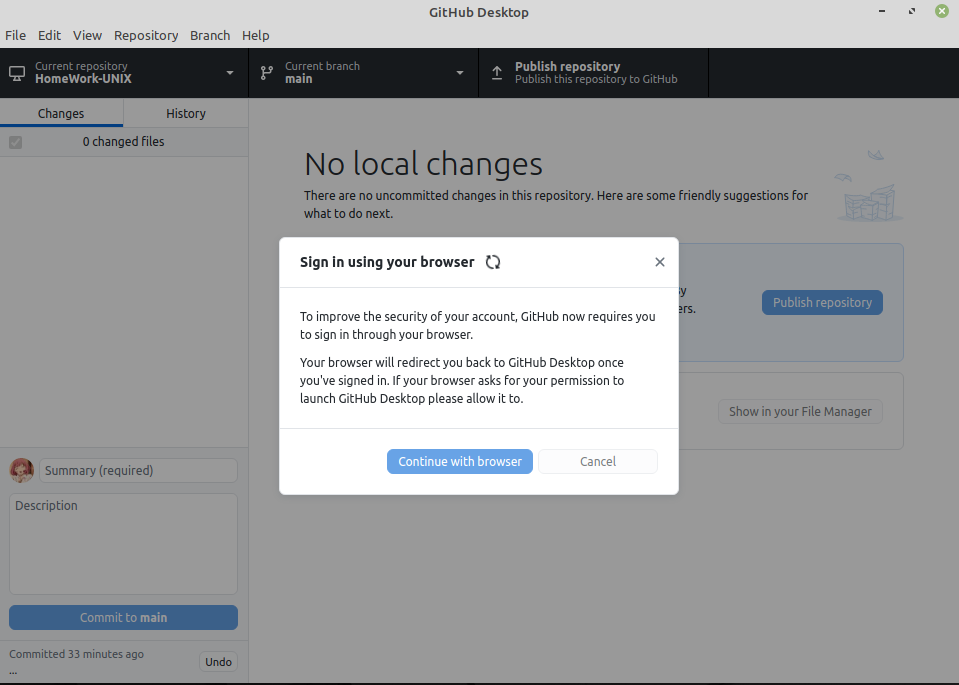 GitHub Desktop
File Edit View Repository Branch Help
Current repository
HomeWork-UNIX
Current branch
main
Publish repository
Publish this repository to GitHub
Changes
History
0 changed files
No local changes
There are no uncommitted changes in this repository. Here are some friendly suggestions for
what to do next.
Sign in using your browser
To improve the security of your account, GitHub now requires you
to sign in through your browser.
Your browser will redirect you back to GitHub Desktop once
you've signed in. If your browser asks for your permission to
launch GitHub Desktop please allow it to.
Continue with browser
Cancel
ers.
Publish repository
Show in your File Manager
Summary (required)
Description
Commit to main
Committed 33 minutes ago
...
Undo